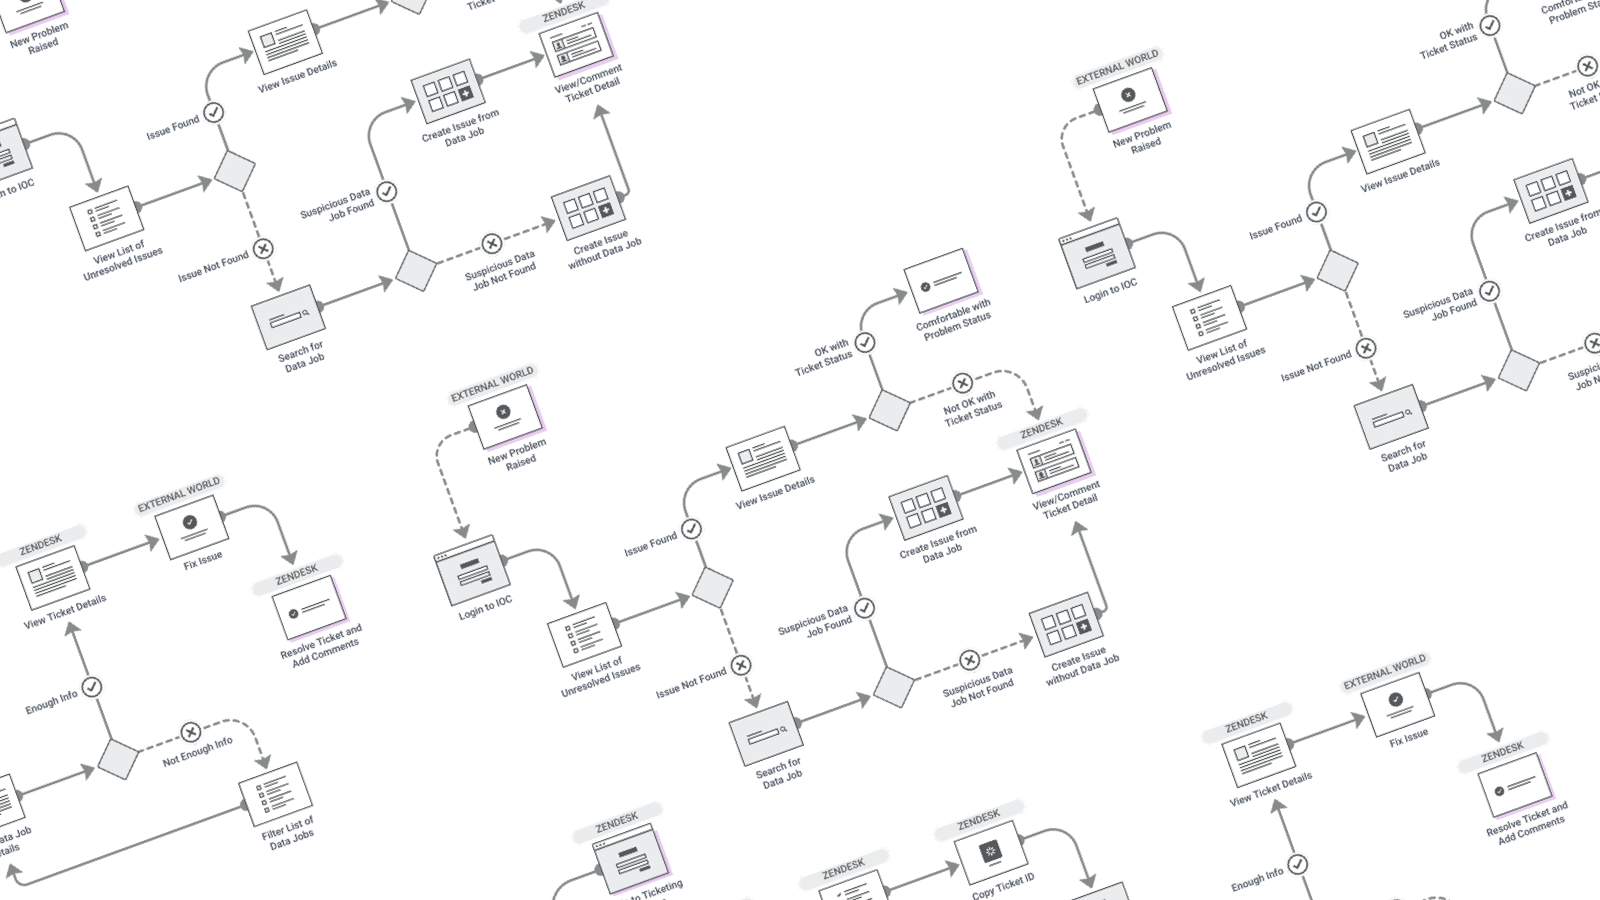 New Problem
Raised
n to IOC
View List of
Unresolved Issues
Issue Found
View Issue Details
Issue Not Found
Search for
Data Job
Suspicious Data
Job Found
Create Issue from
Data Job
Suspicious Data
Job Not Found
Create Issue
without Data Job
ZENDESK
View/Comment
Ticket Detail
EXTERNAL WORLD
New Problem
Raised
Login to IOC
View List of
Unresolved Issues
Issue Found
View Issue Details
Issue Not Found
Search for
Data Job
OK with
Ticket Status
Not OK
Ticket
Suspicious Data
Job Found
Create Issue from
Data Job
Comfortable with
Problem Status
OK with
Ticket Status
Not OK with
Ticket Status
EXTERNAL WORLD
New Problem
Raised
Login to IOC
View List of
Unresolved Issues
Issue Found
View Issue Details
Issue Not Found
Search for
Data Job
Suspicious Data
Job Found
Create Issue from
Data Job
Suspicious Data
Job Not Found
Create Issue
without Data Job
ZENDESK
View/Comment
Ticket Detail
ZENDESK
View Ticket Details
EXTERNAL WORLD
Fix Issue
ZENDESK
Resolve Ticket and
Add Comments
Enough Info
Not Enough Info
Filter List of
Data Jobs
ata Job
etails
ZENDESK
to Ticketing
ZENDESK
ZENDESK
Copy Ticket ID
ZENDESK
View Ticket Details
EXTERNAL WORLD
Fix Issue
ZENDESK
Resolve Ticket and
Add Comments
Enough Info